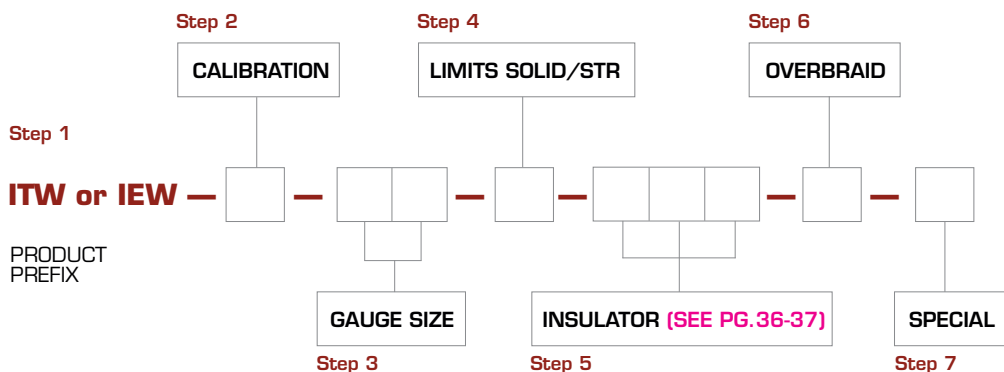 Step 2
Step 4
Step 6
CALIBRATION
LIMITS SOLID/STR
OVERBRAID
Step 1
ITW or IEW — — — — — —
PRODUCT
PREFIX
GAUGE SIZE
INSULATOR (SEE PG.36-37)
SPECIAL
Step 3
Step 5
Step 7